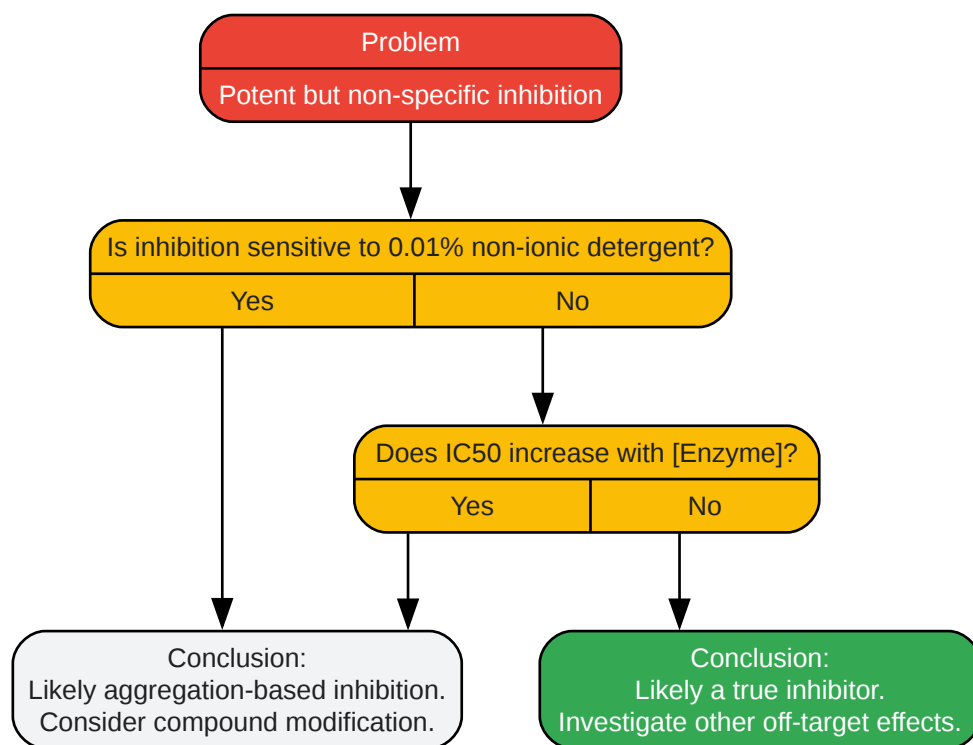 Problem
Potent but non-specific inhibition
Is inhibition sensitive to 0.01% non-ionic detergent?
Yes
No
Does IC50 increase with [Enzyme]?
Yes
No
Conclusion:
Likely aggregation-based inhibition.
Consider compound modification.
Conclusion:
Likely a true inhibitor.
Investigate other off-target effects.